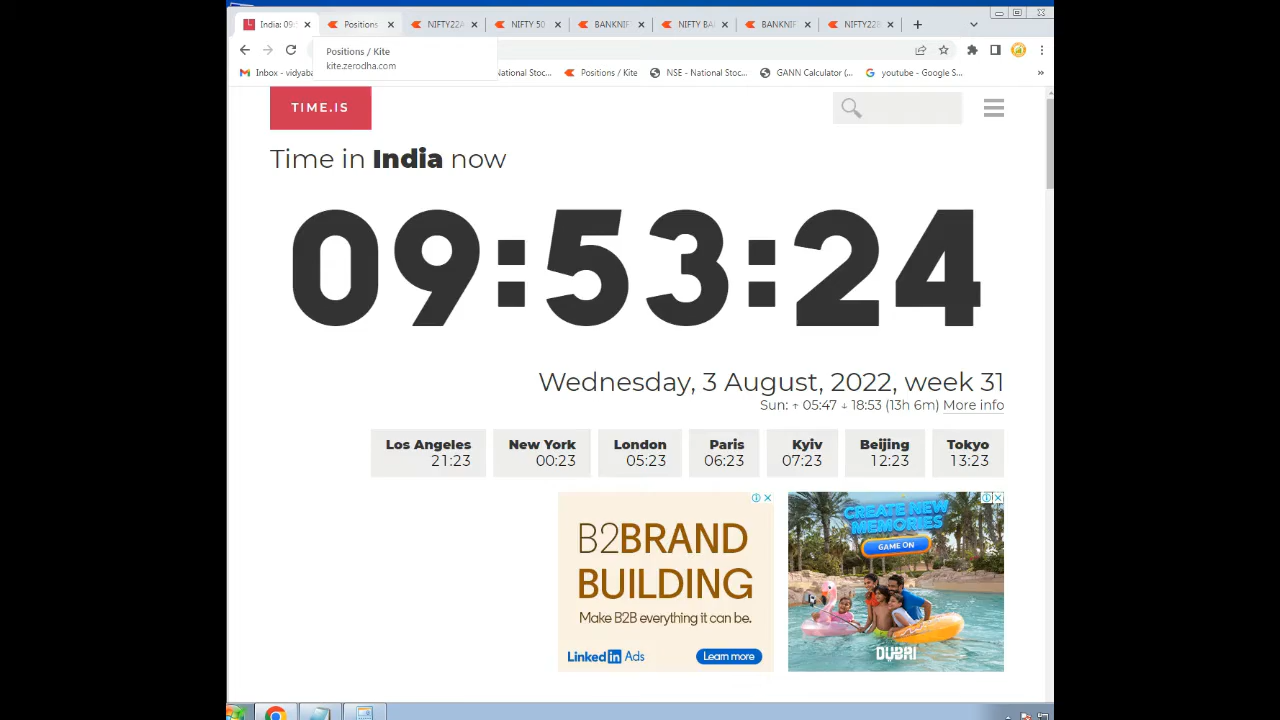 India: 09:
Positions
NIFTY22A
NIFTY 50
BANKNIF
NIFTY BA
BANKNIF
NIFTY22
Positions / Kite
kite.zerodha.com
Inbox - vidyaba
National Stoc...
Positions / Kite
NSE - National Stoc...
GANN Calculator (...
youtube - Google S...
»
TIME.IS
Time in India now
09:53:24
Wednesday, 3 August, 2022, week 31
Sun: ↑ 05:47 ↓ 18:53 (13h 6m) More info
Los Angeles
21:23
New York
00:23
London
05:23
Paris
06:23
Kyiv
07:23
Beijing
12:23
Tokyo
13:23
B2BRAND
BUILDING
Make B2B everything it can be.
Linked in Ads
Learn more
CREATE NEW
MEMORIES
GAME ON
DUBAI